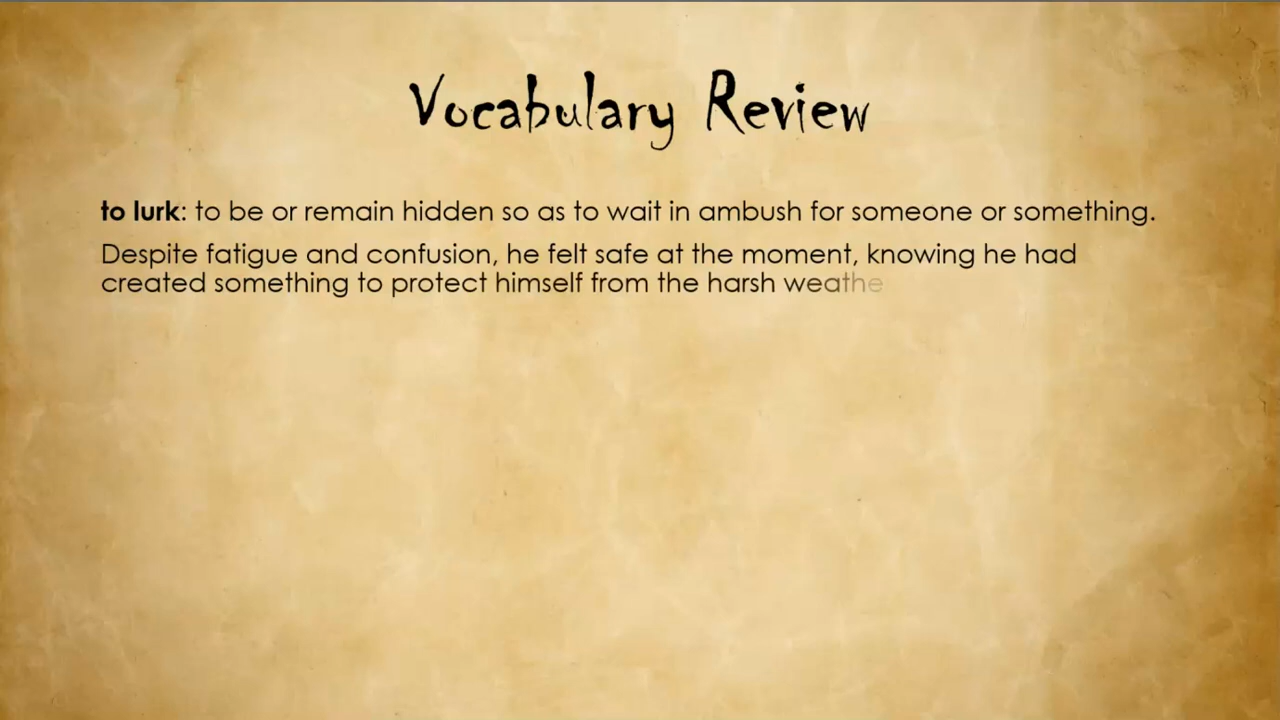 Vocabulary Review
to lurk: to be or remain hidden so as to wait in ambush for someone or something.
Despite fatigue and confusion, he felt safe at the moment, knowing he had
created something to protect himself from the harsh weathe